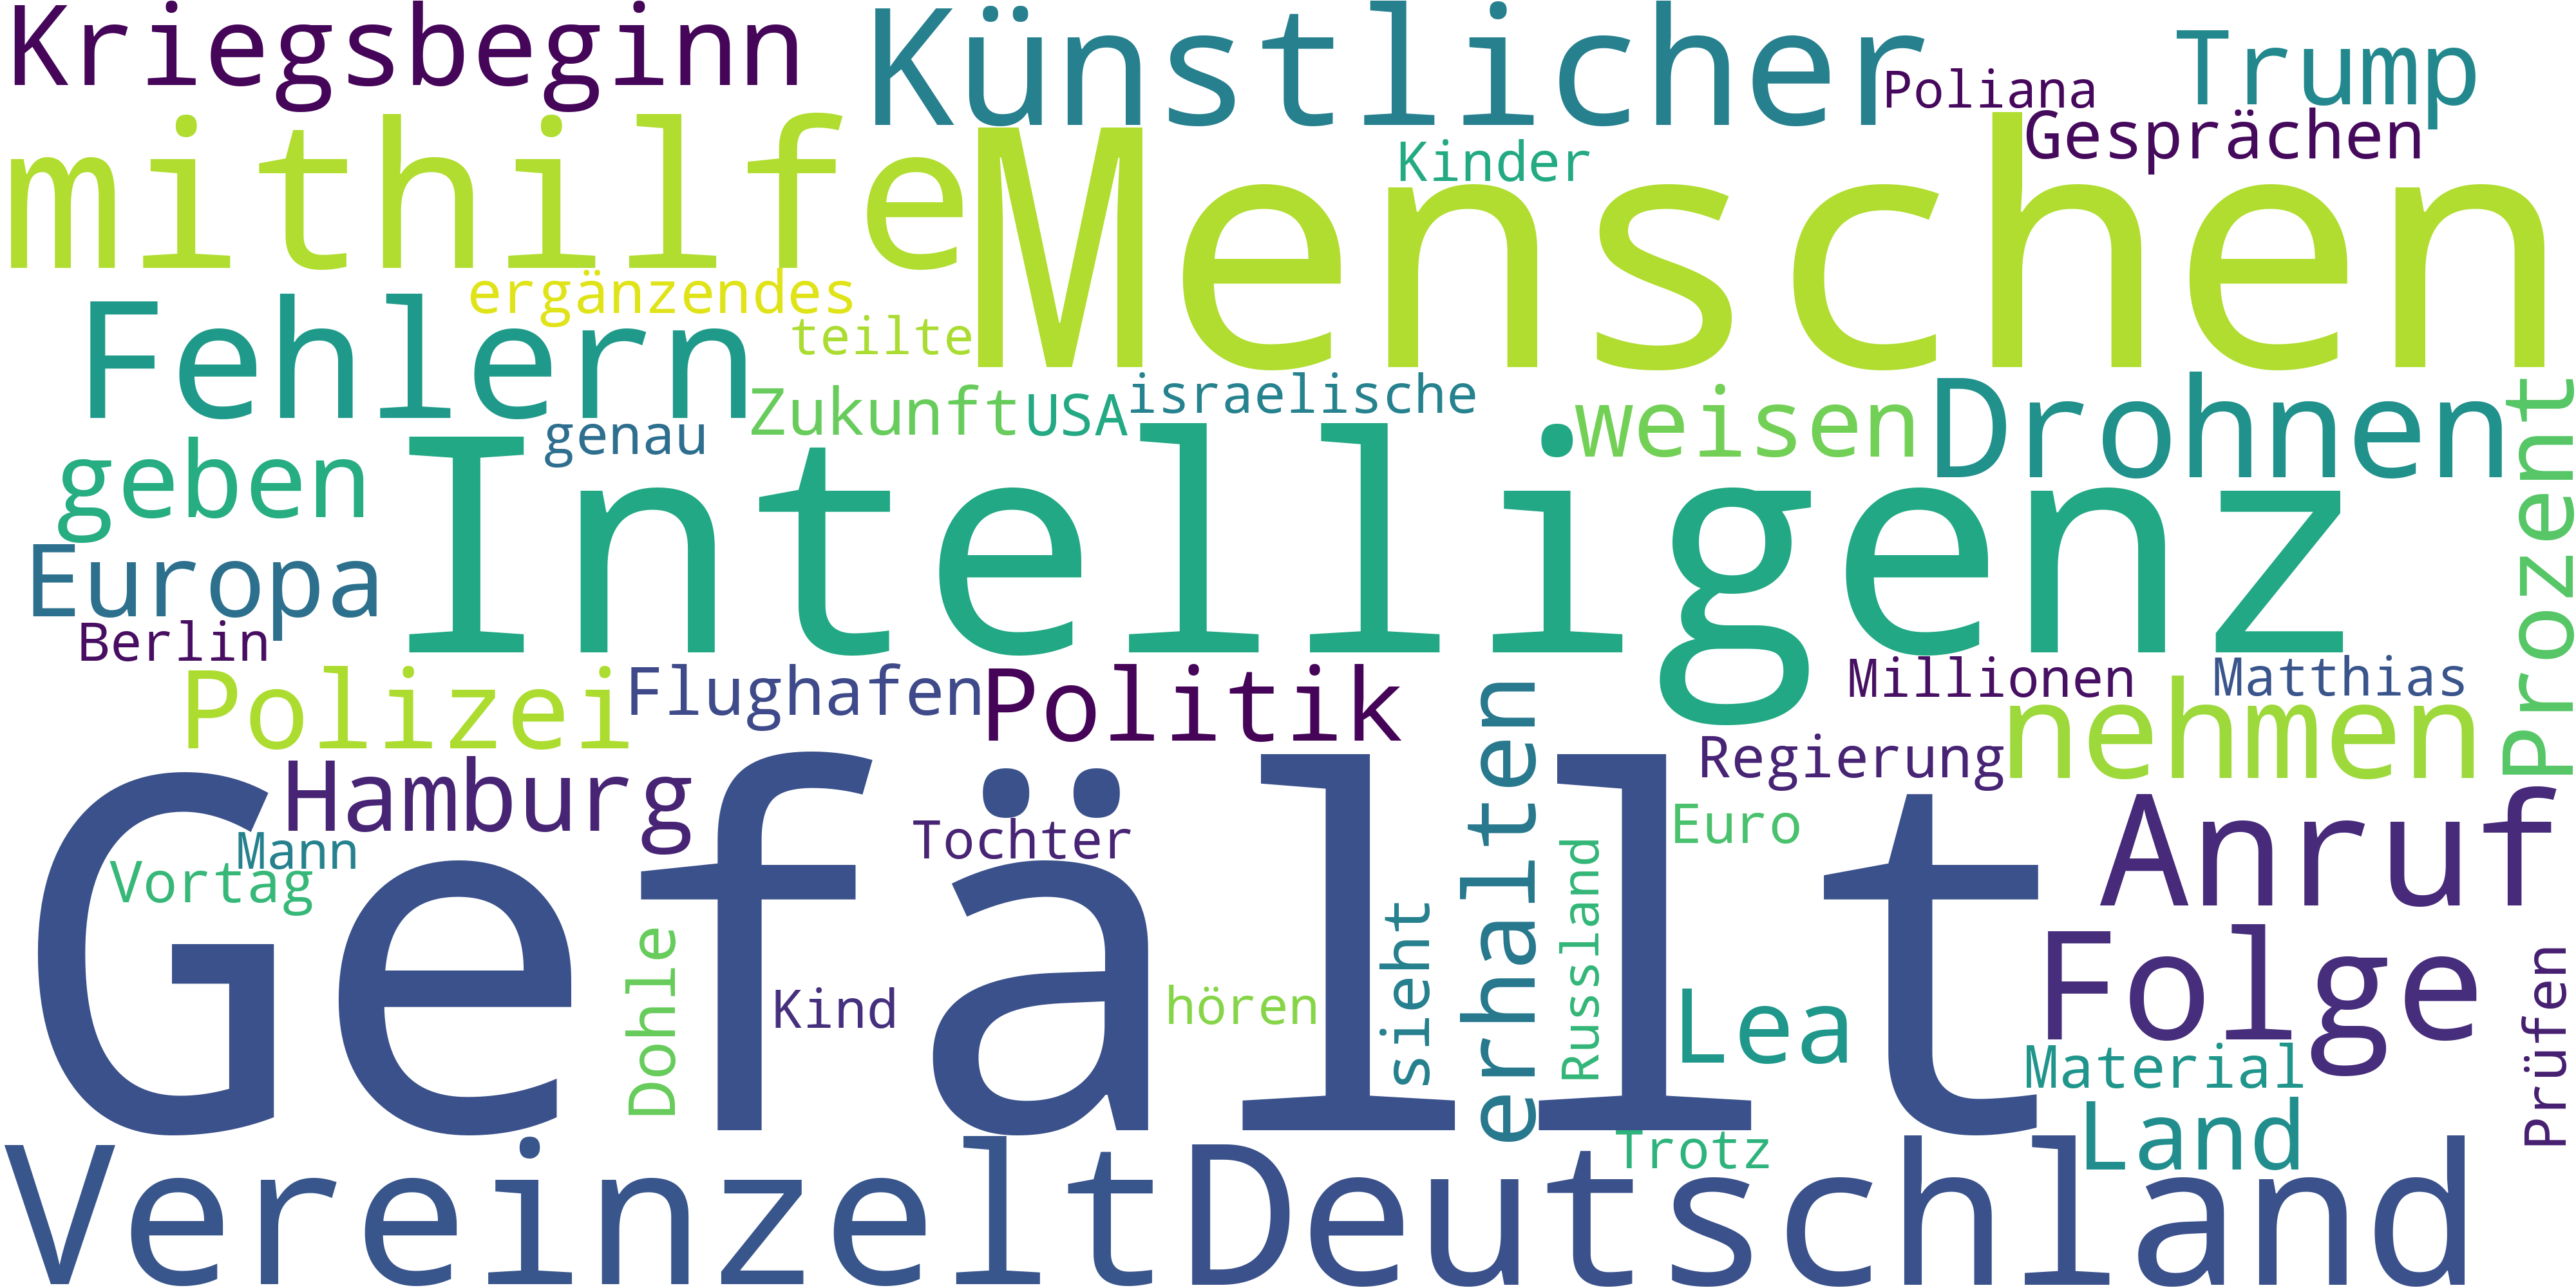 Kriegsbeginn
Künstlicher
Trump
Poliana
Gesprächen
mithilfe
Menschen
Kinder
ergänzendes
Fehlern
teilte
Zukunft
USA
israelische
weisen
Drohnen
Prozent
genau
geben
Intelligenz
Europa
Berlin
Polizei
Flughafen
Politik
Millionen
Matthias
nehmen
Regierung
Hamburg
Gefällt
Mann
Vortag
Tochter
erhalten
Euro
Anruf
Dohle
Kind
hören
sieht
Russland
Lea
Folge
Material
Prüfen
Land
Trotz
Vereinzelt
Deutschland